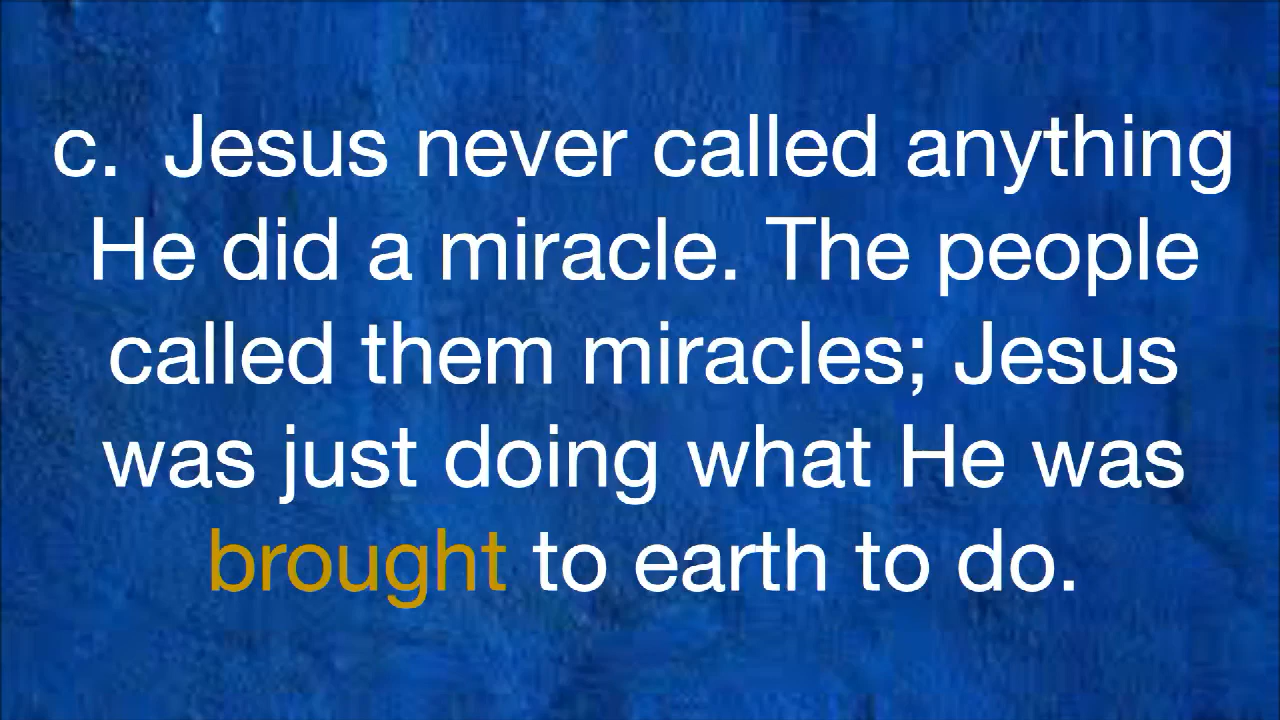 c. Jesus never called anything
He did a miracle. The people
called them miracles; Jesus
was just doing what He was
brought to earth to do.